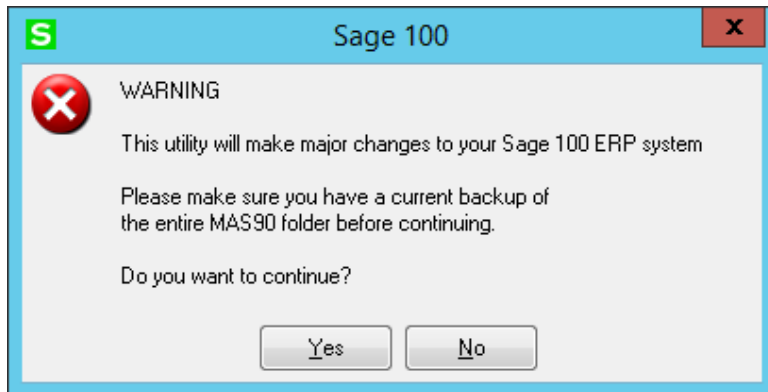 S
Sage 100
x
WARNING
This utility will make major changes to your Sage 100 ERP system
Please make sure you have a current backup of
the entire MAS90 folder before continuing.
Do you want to continue?
Yes
No